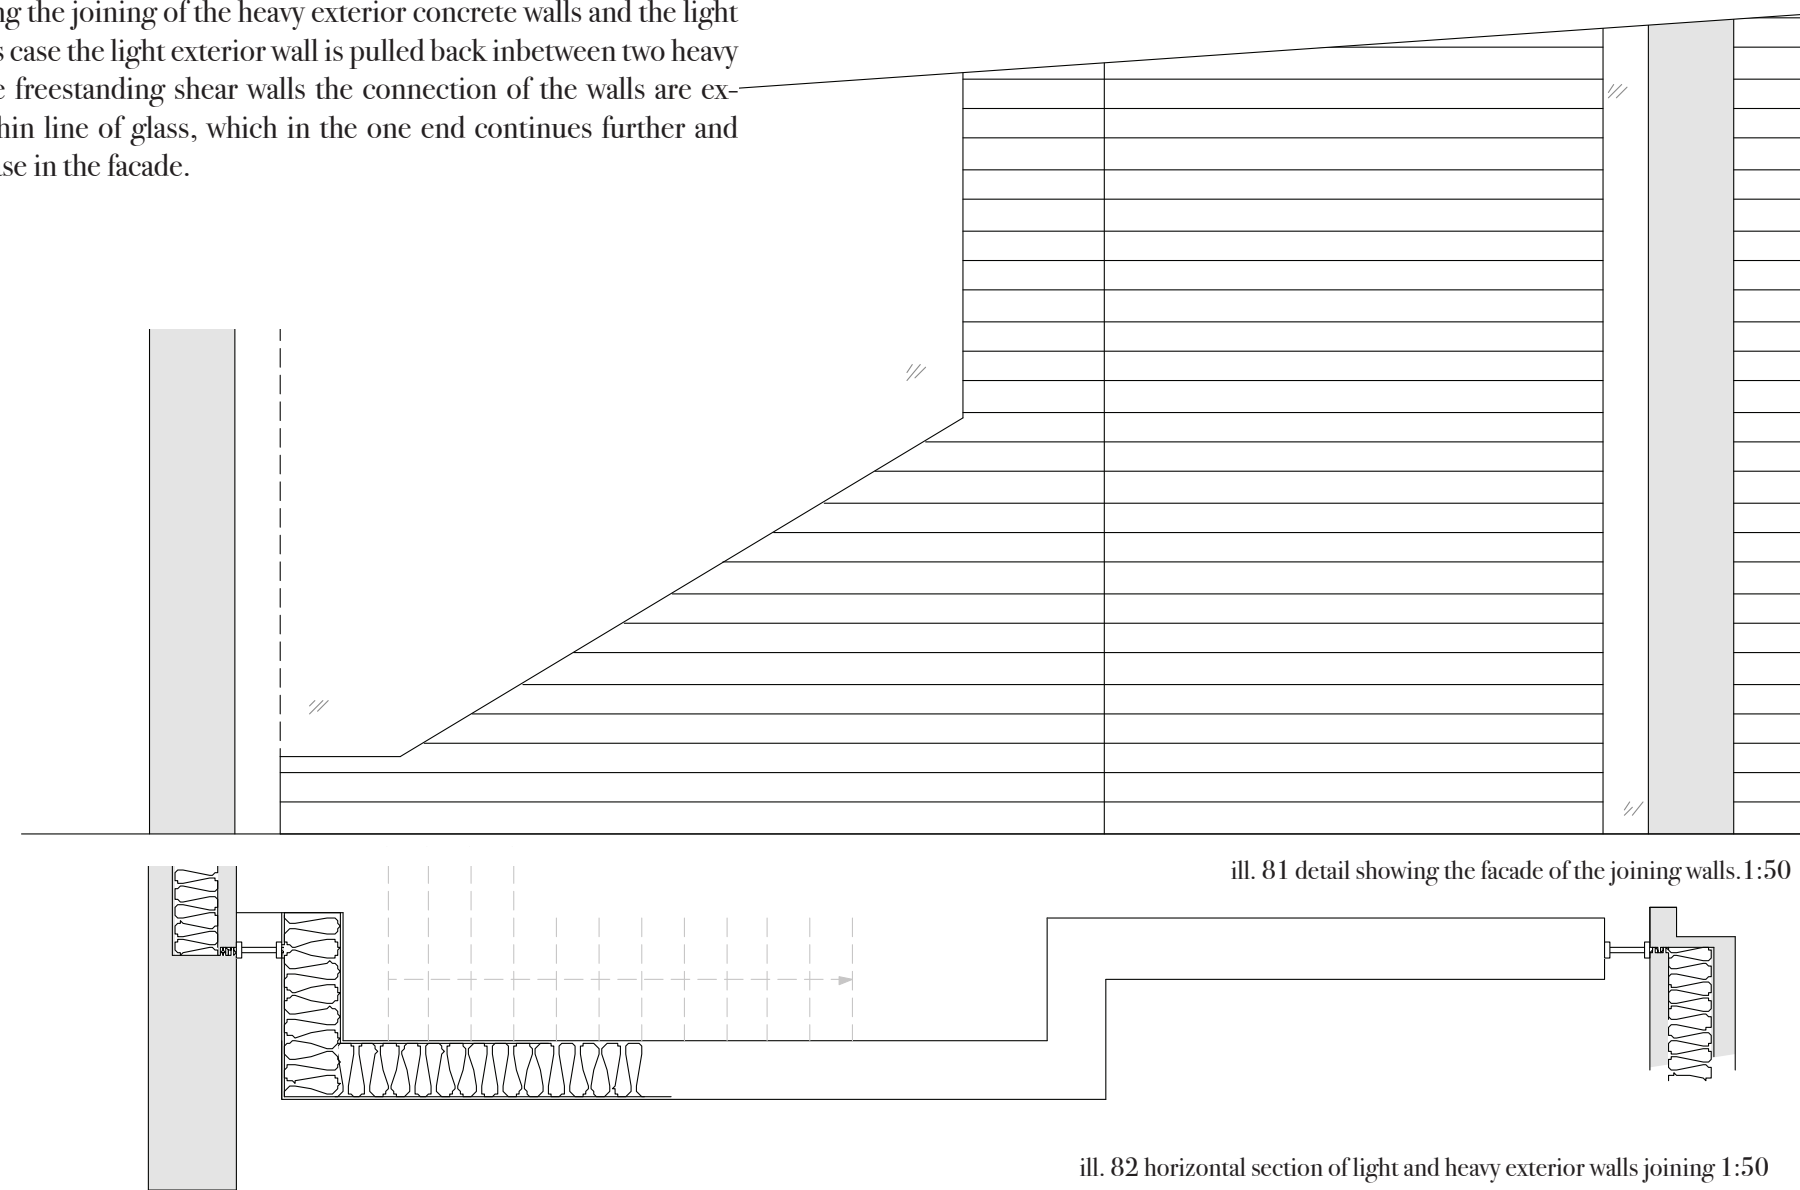 the joining of the heavy exterior concrete walls and the light
case the light exterior wall is pulled back inbetween two heavy
freestanding shear walls the connection of the walls are ex-
line of glass, which in the one end continues further and
in the facade.
ill. 81 detail showing the facade of the joining walls.1:50
ill. 82 horizontal section of light and heavy exterior walls joining 1:50